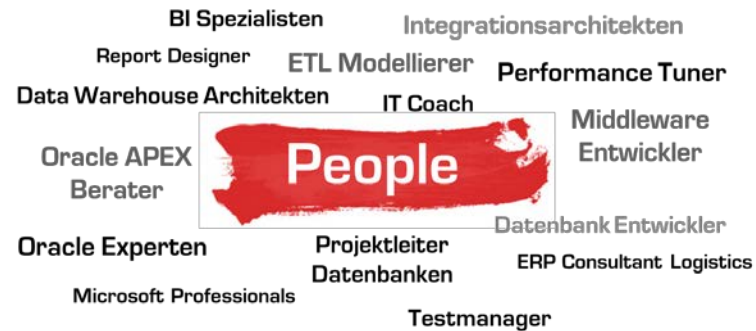 BI Spezialisten
Integrationsarchitekten
Report Designer
ETL Modellierer
Performance Tuner
Data Warehouse Architekten
IT Coach
Middleware
Entwickler
Oracle APEX
Berater
People
Datenbank Entwickler
Oracle Experten
Projektleiter
Datenbanken
ERP Consultant Logistics
Microsoft Professionals
Testmanager